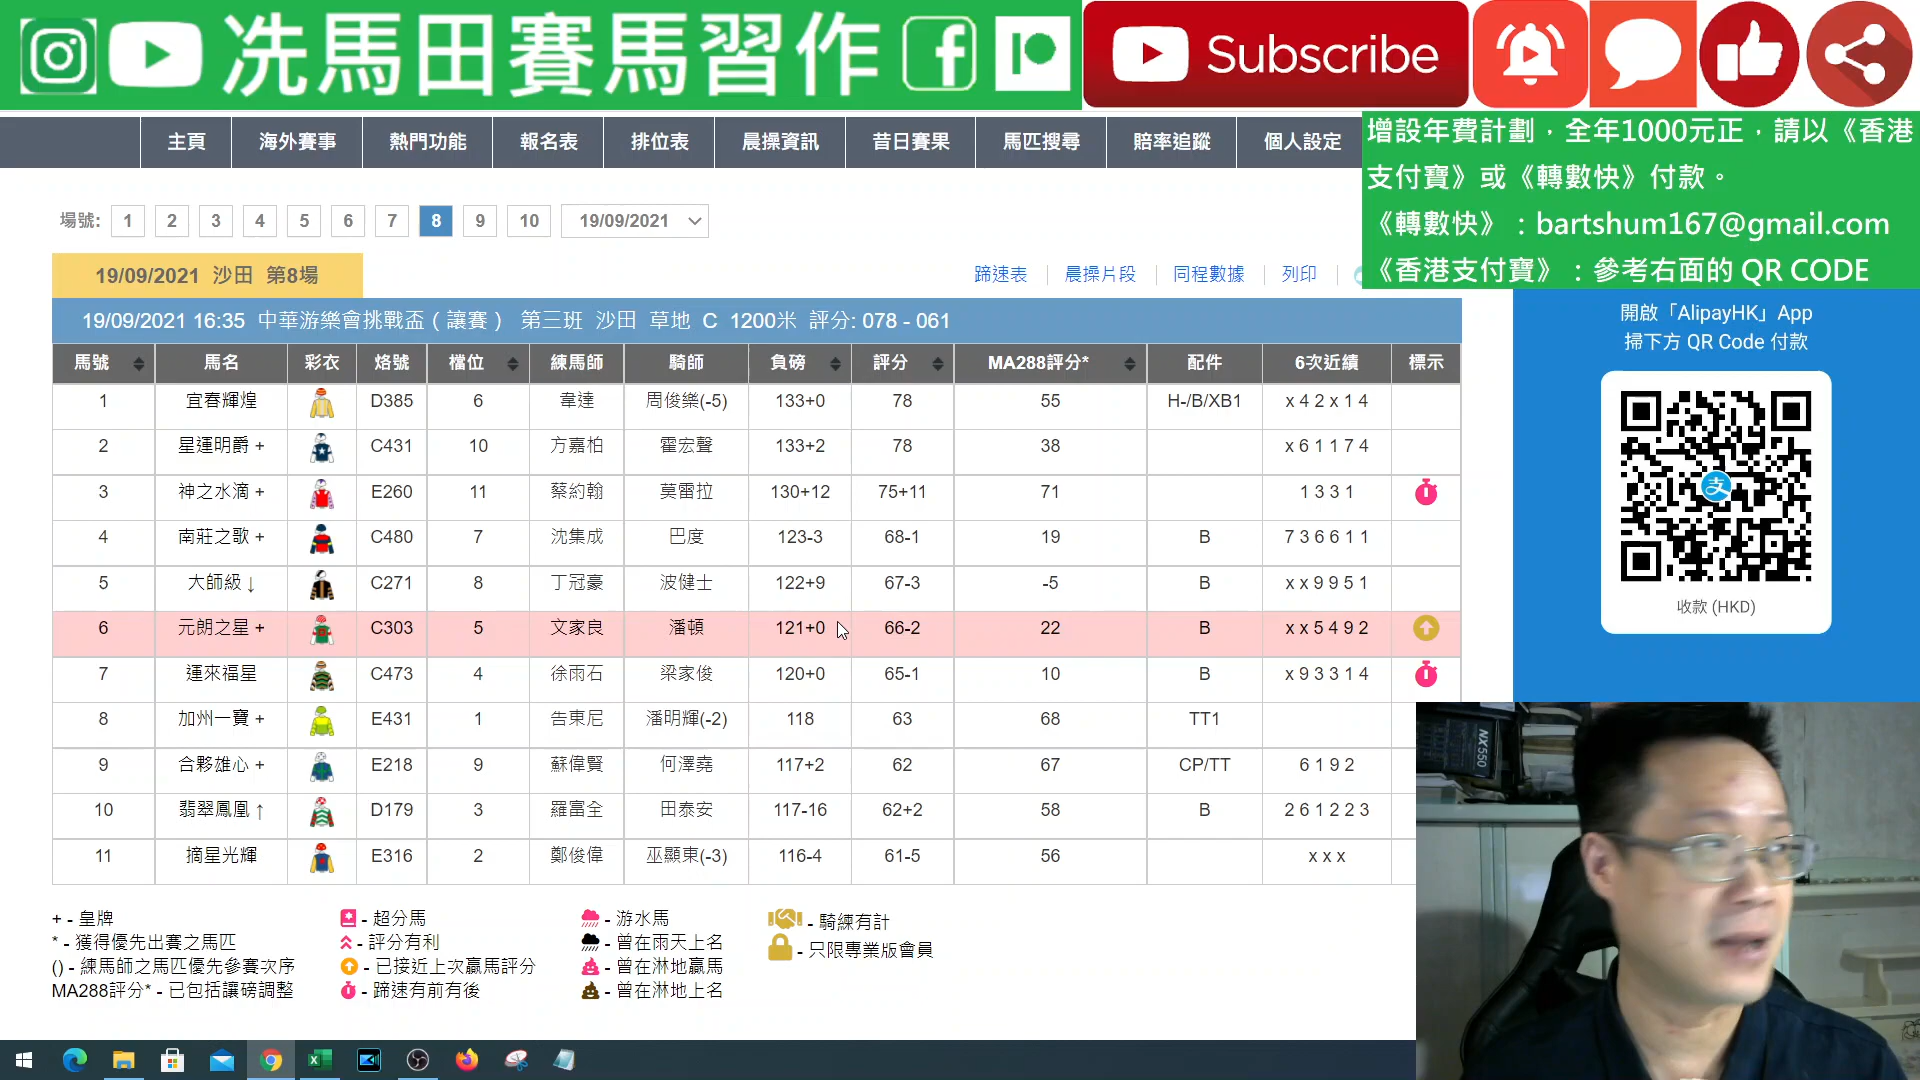 冼馬田賽馬習作 Subscribe
主頁 海外賽事 熱門功能 報名表 排位表 晨操資訊 昔日賽果 馬匹搜尋 賠率追蹤 個人設定
增設年費計劃，全年1000元正，請以《香港
支付寶》或《轉數快》付款。
《轉數快》：bartshum167@gmail.com
《香港支付寶》：參考右面的 QR CODE
場號: 1 2 3 4 5 6 7 8 9 10 19/09/2021
19/09/2021 沙田 第8場 蹄速表 晨操片段 同程數據 列印
19/09/2021 16:35 中華游樂會挑戰盃 ( 讓賽 ) 第三班 沙田 草地 C 1200米 評分: 078 - 061
馬號 馬名 彩衣 烙號 檔位 練馬師 騎師 負磅 評分 MA288評分* 配件 6次近績 標示
1 宜春輝煌 D385 6 韋達 周俊樂(-5) 133+0 78 55 H-/B/XB1 x 4 2 x 1 4
2 星運明爵 + C431 10 方嘉柏 霍宏聲 133+2 78 38 x 6 1 1 7 4
3 神之水滴 + E260 11 蔡約翰 莫雷拉 130+12 75+11 71 1 3 3 1
4 南莊之歌 + C480 7 沈集成 巴度 123-3 68-1 19 B 7 3 6 6 1 1
5 大師級 ↓ C271 8 丁冠豪 波健士 122+9 67-3 -5 B x x 9 9 5 1
6 元朗之星 + C303 5 文家良 潘頓 121+0 66-2 22 B x x 5 4 9 2
7 運來福星 C473 4 徐雨石 梁家俊 120+0 65-1 10 B x 9 3 3 1 4
8 加州一寶 + E431 1 告東尼 潘明輝(-2) 118 63 68 TT1
9 合夥雄心 + E218 9 蘇偉賢 何澤堯 117+2 62 67 CP/TT 6 1 9 2
10 翡翠鳳凰 ↑ D179 3 羅富全 田泰安 117-16 62+2 58 B 2 6 1 2 2 3
11 摘星光輝 E316 2 鄭俊偉 巫顯東(-3) 116-4 61-5 56 x x x
+ - 皇牌 - 超分馬 - 游水馬 - 騎練有計
* - 獲得優先出賽之馬匹 - 評分有利 - 曾在雨天上名 - 只限專業版會員
() - 練馬師之馬匹優先參賽次序 - 已接近上次贏馬評分 - 曾在淋地贏馬
MA288評分* - 已包括讓磅調整 - 蹄速有前有後 - 曾在淋地上名
開啟「AlipayHK」App
掃下方 QR Code 付款
支
收款 (HKD)
NX550